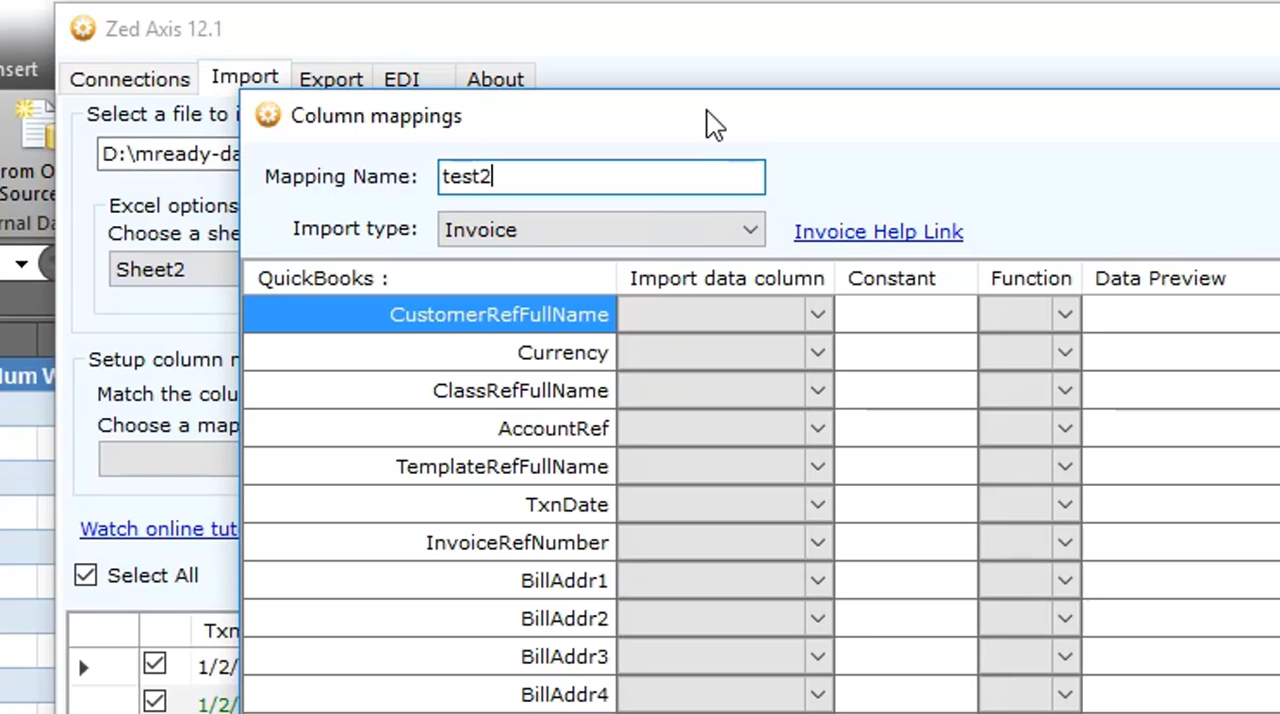 Zed Axis 12.1
Connections Import Export EDI About
Select a file to i
D:\mready-da
Excel options
Choose a she
Sheet2
Setup column
Match the colu
Choose a map
Watch online tut
Select All
Txn
1/2/
1/2/
Column mappings
Mapping Name: test2
Import type: Invoice Invoice Help Link
QuickBooks : Import data column Constant Function Data Preview
CustomerRefFullName
Currency
ClassRefFullName
AccountRef
TemplateRefFullName
TxnDate
InvoiceRefNumber
BillAddr1
BillAddr2
BillAddr3
BillAddr4
nsert
rom O
Source
rnal Da
lum W